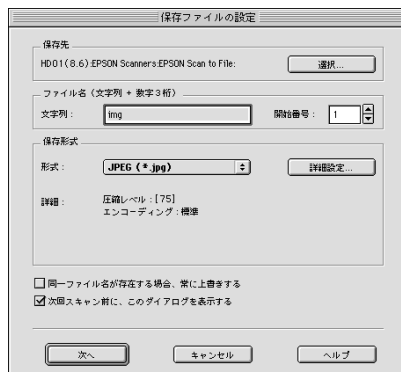 保存ファイルの設定
保存先
HD01(8.6):EPSON Scanners:EPSON Scan to File:
選択...
ファイル名（文字列 + 数字3桁）
文字列：
img
開始番号：
1
保存形式
形式：
JPEG (*.jpg)
詳細設定...
詳細：
圧縮レベル：[75]
エンコーディング：標準
同一ファイル名が存在する場合、常に上書きする
次回スキャン前に、このダイアログを表示する
次へ
キャンセル
ヘルプ